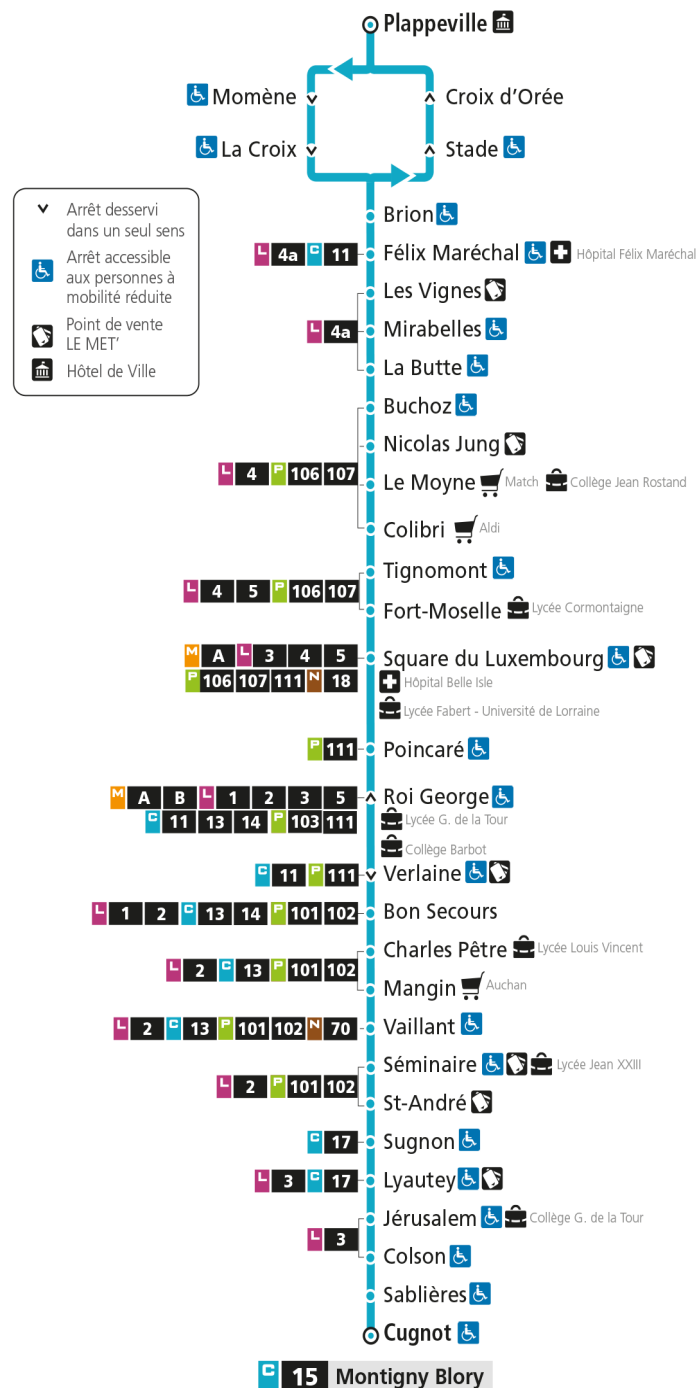 Plappeville
Momène
Croix d'Orée
La Croix
Stade
Arrêt desservi
dans un seul sens
Arrêt accessible
aux personnes à
mobilité réduite
Point de vente
LE MET'
Hôtel de Ville
Brion
L 4a C 11 Félix Maréchal Hôpital Félix Maréchal
Les Vignes
L 4a Mirabelles
La Butte
Buchoz
Nicolas Jung
L 4 P 106 107 Le Moyne Match Collège Jean Rostand
Colibri Aldi
Tignomont
L 4 5 P 106 107
Fort-Moselle Lycée Cormontaigne
M A L 3 4 5 Square du Luxembourg
P 106 107 111 N 18 Hôpital Belle Isle
Lycée Fabert - Université de Lorraine
P 111 Poincaré
M A B L 1 2 3 5 Roi George
C 11 13 14 P 103 111 Lycée G. de la Tour
Collège Barbot
C 11 P 111 Verlaine
L 1 2 C 13 14 P 101 102 Bon Secours
Charles Pêtre Lycée Louis Vincent
L 2 C 13 P 101 102
Mangin Auchan
L 2 C 13 P 101 102 N 70 Vaillant
Séminaire Lycée Jean XXIII
L 2 P 101 102
St-André
C 17 Sugnon
L 3 C 17 Lyautey
Jérusalem Collège G. de la Tour
L 3
Colson
Sablières
Cugnot
C 15 Montigny Blory